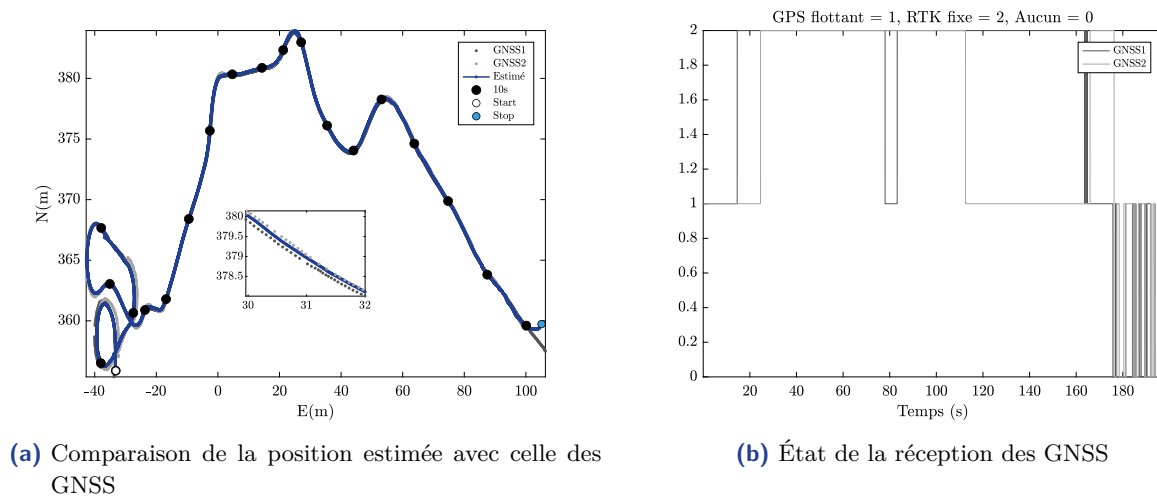 GNSS1
GNSS2
Estimé
10s
Start
Stop
380
375
370
365
360
N(m)
380
379.5
379
378.5
30 31 32
-40 -20 0 20 40 60 80 100
E(m)
(a) Comparaison de la position estimée avec celle des
GNSS
GPS flottant = 1, RTK fixe = 2, Aucun = 0
GNSS1
GNSS2
2
1.8
1.6
1.4
1.2
1
0.8
0.6
0.4
0.2
0
0 20 40 60 80 100 120 140 160 180
Temps (s)
(b) État de la réception des GNSS